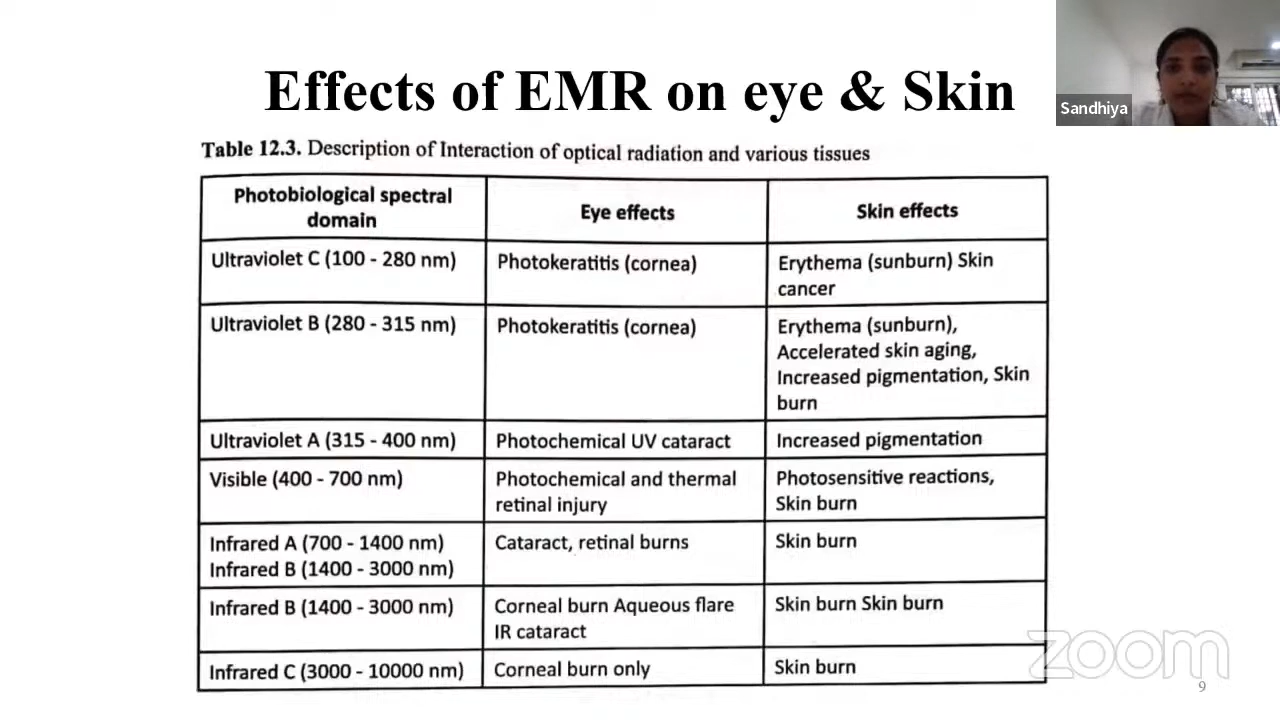 Effects of EMR on eye & Skin
Sandhiya
Table 12.3. Description of Interaction of optical radiation and various tissues
Photobiological spectral
domain
Eye effects
Skin effects
Ultraviolet C (100 - 280 nm)
Photokeratitis (cornea)
Erythema (sunburn) Skin
cancer
Ultraviolet B (280 - 315 nm)
Photokeratitis (cornea)
Erythema (sunburn),
Accelerated skin aging,
Increased pigmentation, Skin
burn
Ultraviolet A (315 - 400 nm)
Photochemical UV cataract
Increased pigmentation
Visible (400 - 700 nm)
Photochemical and thermal
retinal injury
Photosensitive reactions,
Skin burn
Infrared A (700 - 1400 nm)
Infrared B (1400 - 3000 nm)
Cataract, retinal burns
Skin burn
Infrared B (1400 - 3000 nm)
Corneal burn Aqueous flare
IR cataract
Skin burn Skin burn
Infrared C (3000 - 10000 nm)
Corneal burn only
Skin burn
zoom
9